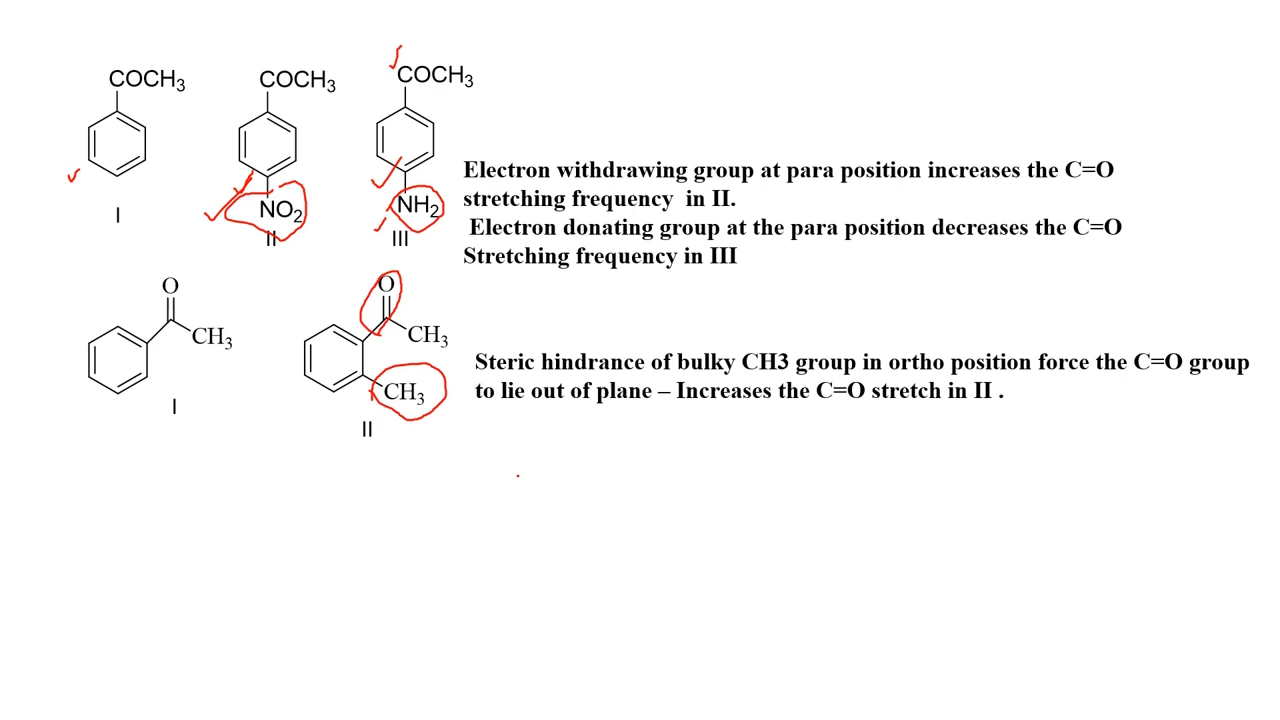 COCH3 COCH3 COCH3
NO2 NH2
I II III
Electron withdrawing group at para position increases the C=O
stretching frequency in II.
Electron donating group at the para position decreases the C=O
Stretching frequency in III
O O
CH3 CH3
CH3
I II
Steric hindrance of bulky CH3 group in ortho position force the C=O group
to lie out of plane – Increases the C=O stretch in II .